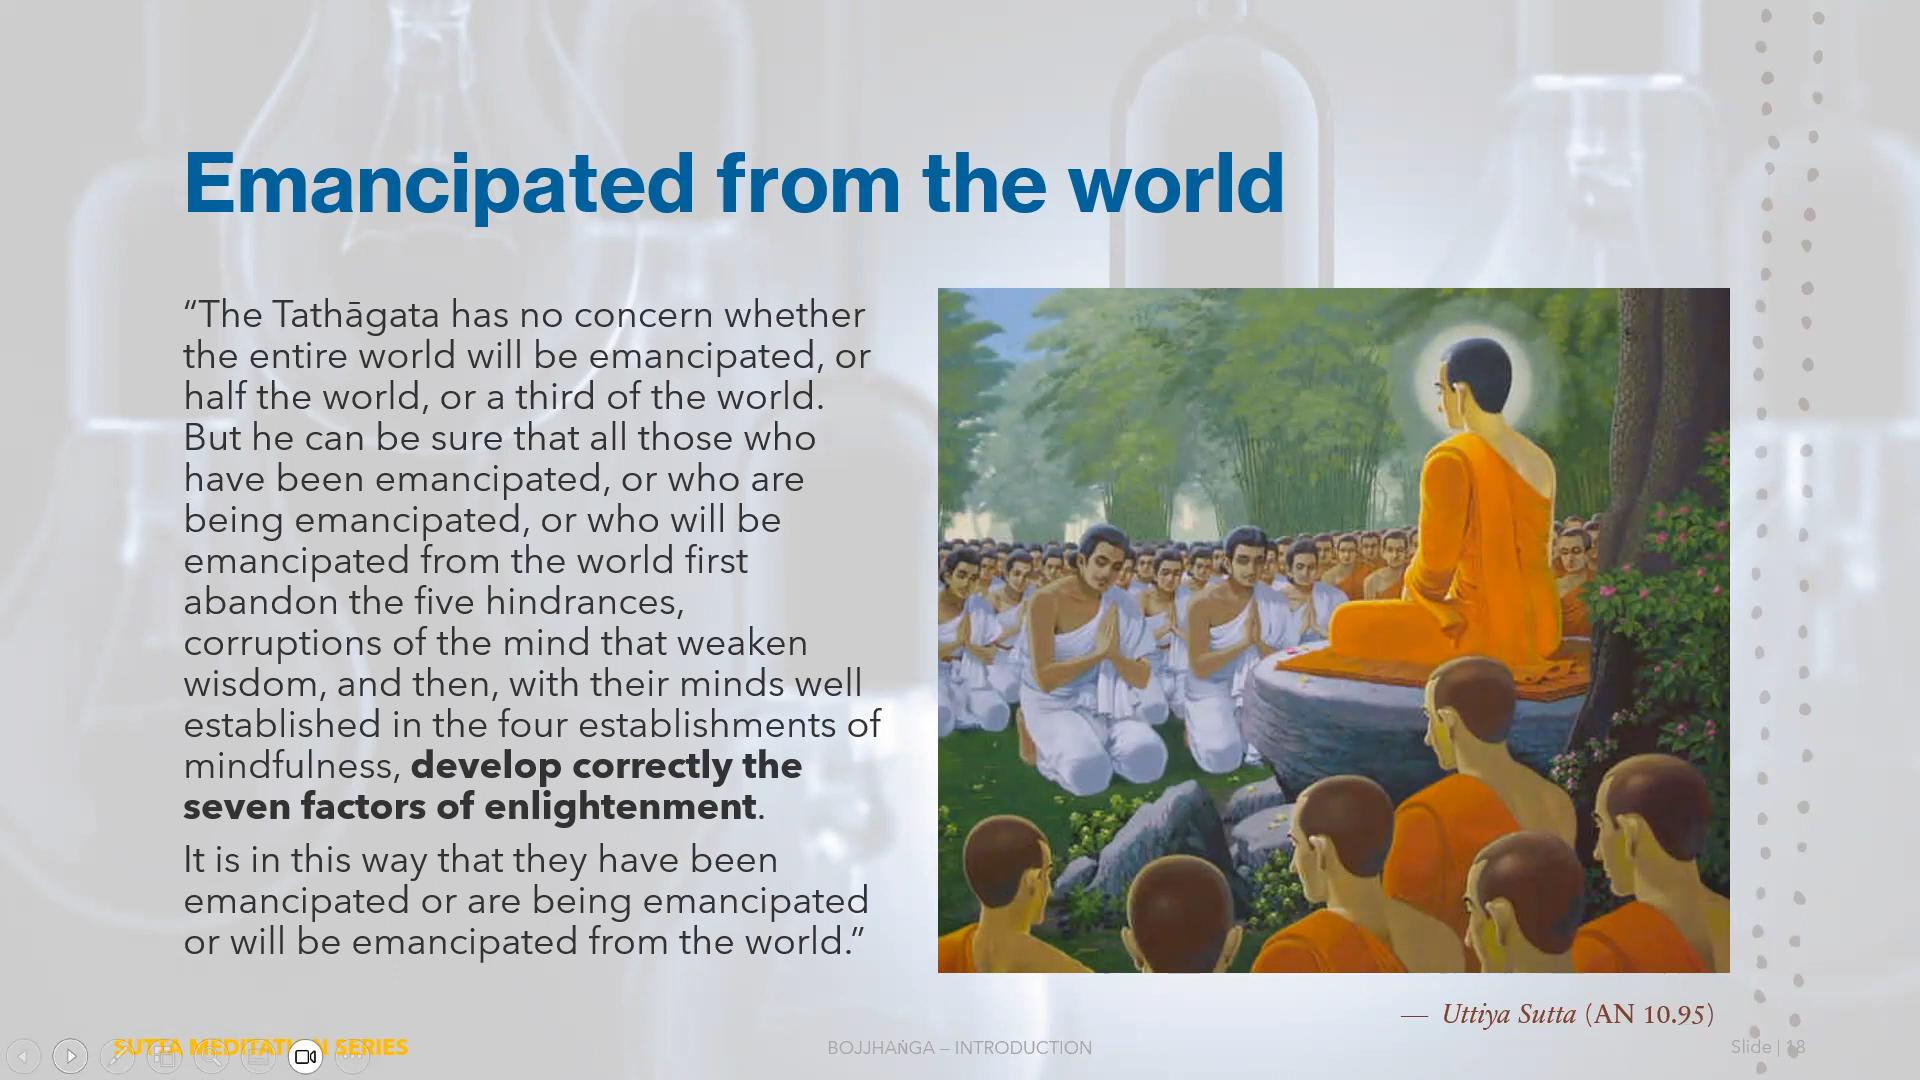 Emancipated from the world
“The Tathāgata has no concern whether
the entire world will be emancipated, or
half the world, or a third of the world.
But he can be sure that all those who
have been emancipated, or who are
being emancipated, or who will be
emancipated from the world first
abandon the five hindrances,
corruptions of the mind that weaken
wisdom, and then, with their minds well
established in the four establishments of
mindfulness, develop correctly the
seven factors of enlightenment.
It is in this way that they have been
emancipated or are being emancipated
or will be emancipated from the world.”
— Uttiya Sutta (AN 10.95)
SUTTA MEDITATION SERIES
BOJJHAṅGA – INTRODUCTION
Slide | 18